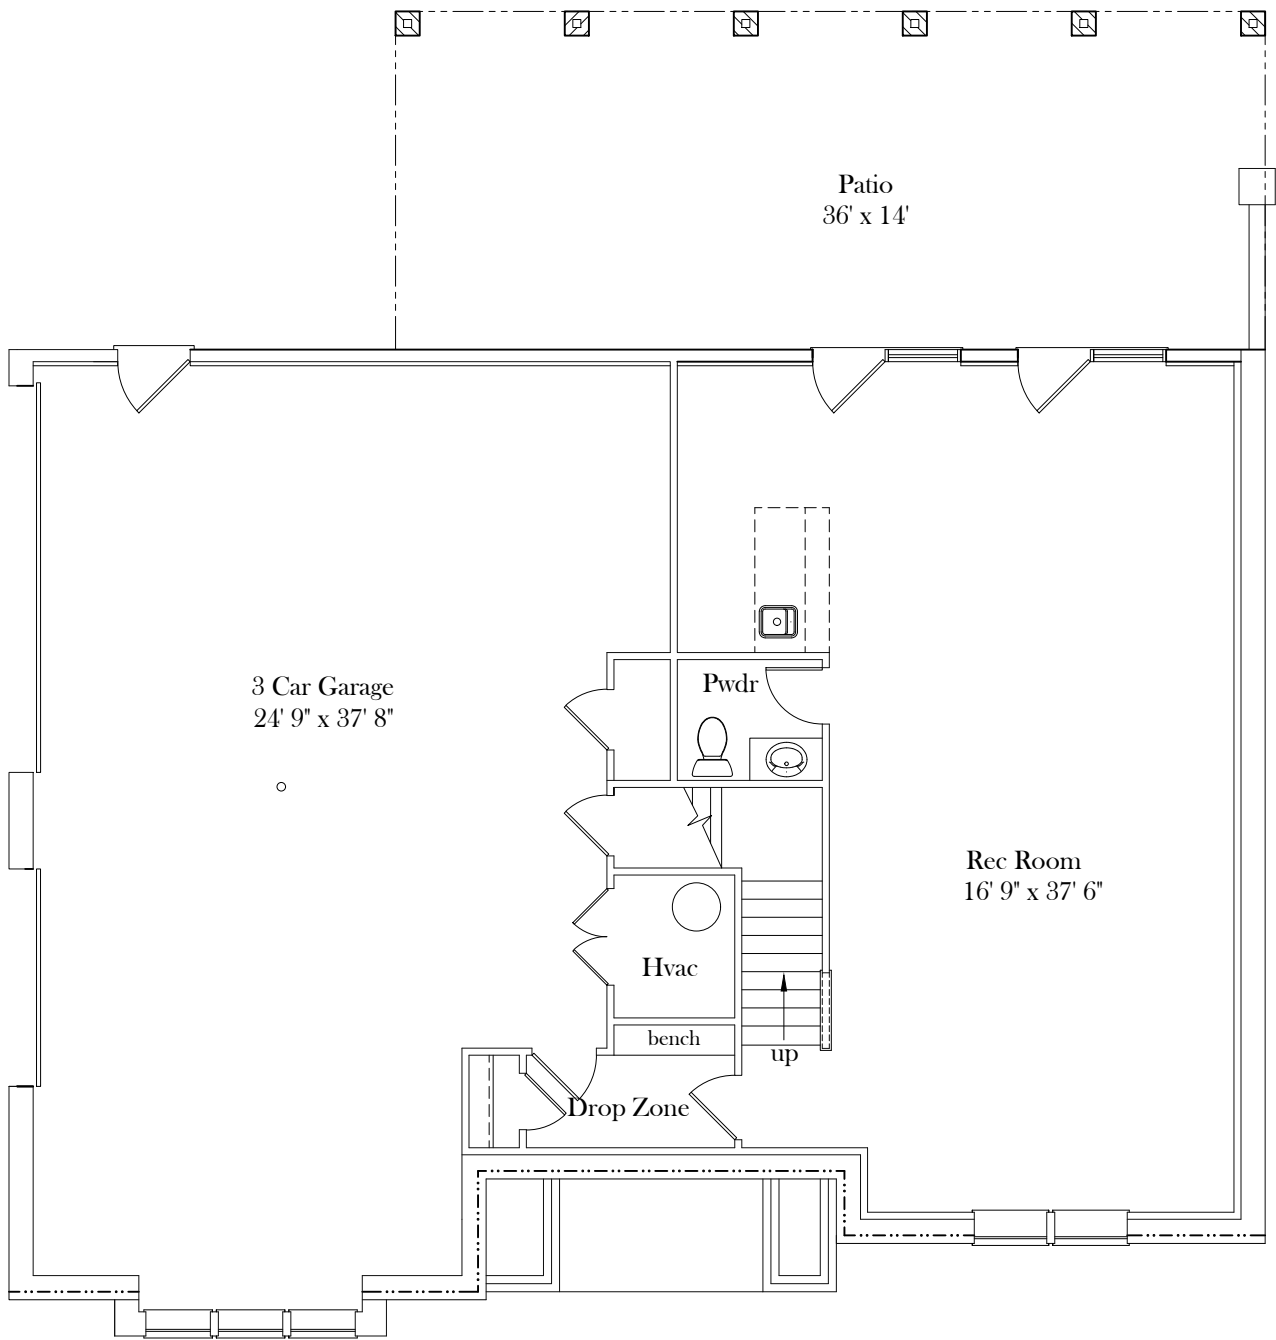 Patio
36' x 14'
3 Car Garage
24' 9" x 37' 8"
Pwdr
Rec Room
16' 9" x 37' 6"
Hvac
bench
up
Drop Zone